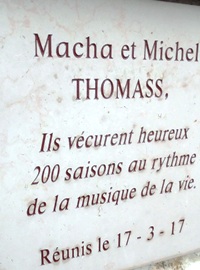 Macha et Michel
THOMASS,
Ils vécurent heureux
200 saisons au rythme
de la musique de la vie.
Réunis le 17 - 3 - 17